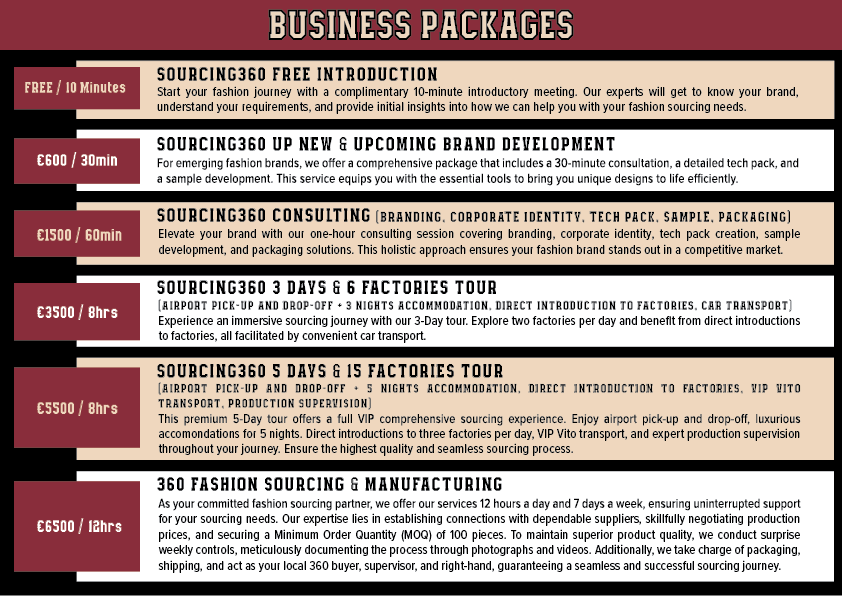 BUSINESS PACKAGES
FREE / 10 Minutes
SOURCING360 FREE INTRODUCTION
Start your fashion journey with a complimentary 10-minute introductory meeting. Our experts will get to know your brand,
understand your requirements, and provide initial insights into how we can help you with your fashion sourcing needs.
€600 / 30min
SOURCING360 UP NEW & UPCOMING BRAND DEVELOPMENT
For emerging fashion brands, we offer a comprehensive package that includes a 30-minute consultation, a detailed tech pack, and
a sample development. This service equips you with the essential tools to bring you unique designs to life efficiently.
€1500 / 60min
SOURCING360 CONSULTING (BRANDING, CORPORATE IDENTITY, TECH PACK, SAMPLE, PACKAGING)
Elevate your brand with our one-hour consulting session covering branding, corporate identity, tech pack creation, sample
development, and packaging solutions. This holistic approach ensures your fashion brand stands out in a competitive market.
€3500 / 8hrs
SOURCING360 3 DAYS & 6 FACTORIES TOUR
(AIRPORT PICK-UP AND DROP-OFF + 3 NIGHTS ACCOMMODATION, DIRECT INTRODUCTION TO FACTORIES, CAR TRANSPORT)
Experience an immersive sourcing journey with our 3-Day tour. Explore two factories per day and benefit from direct introductions
to factories, all facilitated by convenient car transport.
€5500 / 8hrs
SOURCING360 5 DAYS & 15 FACTORIES TOUR
(AIRPORT PICK-UP AND DROP-OFF + 5 NIGHTS ACCOMMODATION, DIRECT INTRODUCTION TO FACTORIES, VIP VITO
TRANSPORT, PRODUCTION SUPERVISION)
This premium 5-Day tour offers a full VIP comprehensive sourcing experience. Enjoy airport pick-up and drop-off, luxurious
accomondations for 5 nights. Direct introductions to three factories per day, VIP Vito transport, and expert production supervision
throughout your journey. Ensure the highest quality and seamless sourcing process.
€6500 / 12hrs
360 FASHION SOURCING & MANUFACTURING
As your committed fashion sourcing partner, we offer our services 12 hours a day and 7 days a week, ensuring uninterrupted support
for your sourcing needs. Our expertise lies in establishing connections with dependable suppliers, skillfully negotiating production
prices, and securing a Minimum Order Quantity (MOQ) of 100 pieces. To maintain superior product quality, we conduct surprise
weekly controls, meticulously documenting the process through photographs and videos. Additionally, we take charge of packaging,
shipping, and act as your local 360 buyer, supervisor, and right-hand, guaranteeing a seamless and successful sourcing journey.